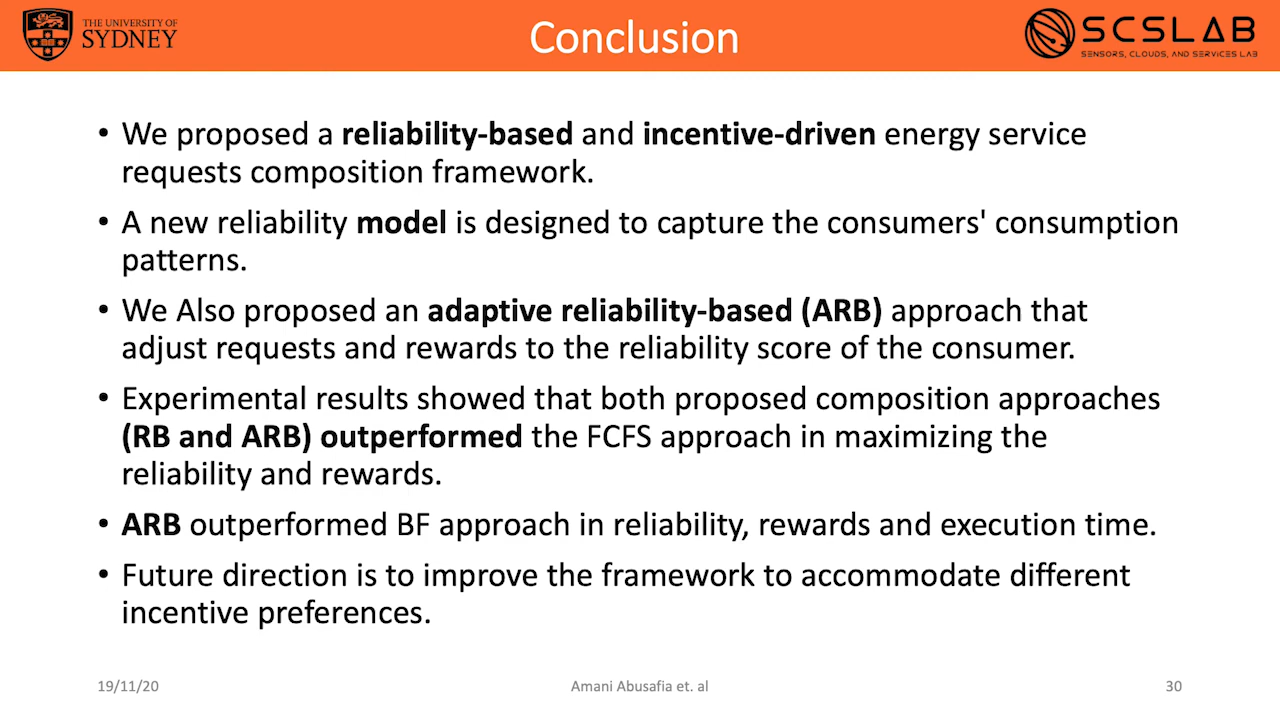 THE UNIVERSITY OF
SYDNEY
Conclusion
SCSLAB
SENSORS, CLOUDS, AND SERVICES LAB
• We proposed a reliability-based and incentive-driven energy service
requests composition framework.
• A new reliability model is designed to capture the consumers' consumption
patterns.
• We Also proposed an adaptive reliability-based (ARB) approach that
adjust requests and rewards to the reliability score of the consumer.
• Experimental results showed that both proposed composition approaches
(RB and ARB) outperformed the FCFS approach in maximizing the
reliability and rewards.
• ARB outperformed BF approach in reliability, rewards and execution time.
• Future direction is to improve the framework to accommodate different
incentive preferences.
19/11/20
Amani Abusafia et. al
30